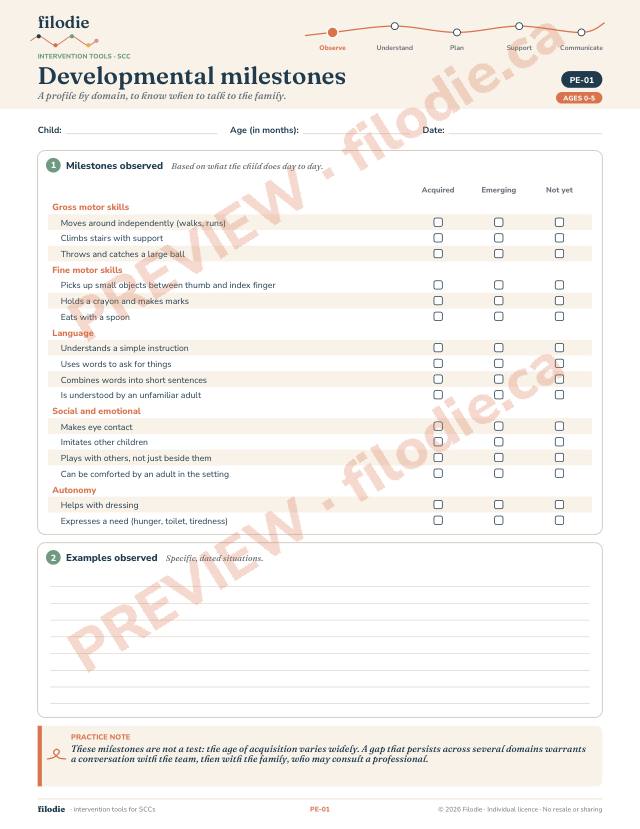 filodie
INTERVENTION TOOLS · SCC
Observe Understand Plan Support Communicate
Developmental milestones
A profile by domain, to know when to talk to the family.
PE-01
AGES 0-5
Child: Age (in months): Date:
1 Milestones observed Based on what the child does day to day.
Acquired Emerging Not yet
Gross motor skills
Moves around independently (walks, runs)
Climbs stairs with support
Throws and catches a large ball
Fine motor skills
Picks up small objects between thumb and index finger
Holds a crayon and makes marks
Eats with a spoon
Language
Understands a simple instruction
Uses words to ask for things
Combines words into short sentences
Is understood by an unfamiliar adult
Social and emotional
Makes eye contact
Imitates other children
Plays with others, not just beside them
Can be comforted by an adult in the setting
Autonomy
Helps with dressing
Expresses a need (hunger, toilet, tiredness)
2 Examples observed Specific, dated situations.
PRACTICE NOTE
These milestones are not a test: the age of acquisition varies widely. A gap that persists across several domains warrants
a conversation with the team, then with the family, who may consult a professional.
filodie · intervention tools for SCCs PE-01 © 2026 Filodie · Individual licence · No resale or sharing
PREVIEW · filodie.ca
PREVIEW · filodie.ca